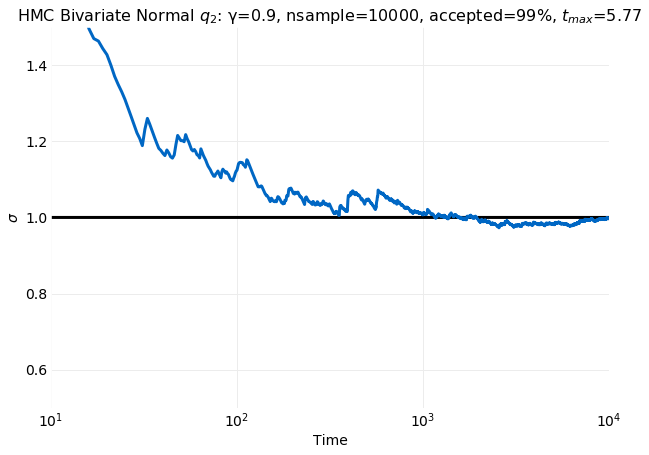 HMC Bivariate Normal q₂: γ=0.9, nsample=10000, accepted=99%, tₘₐₓ=5.77
1.4
1.2
1.0
0.8
0.6
σ
10¹ 10² 10³ 10⁴
Time